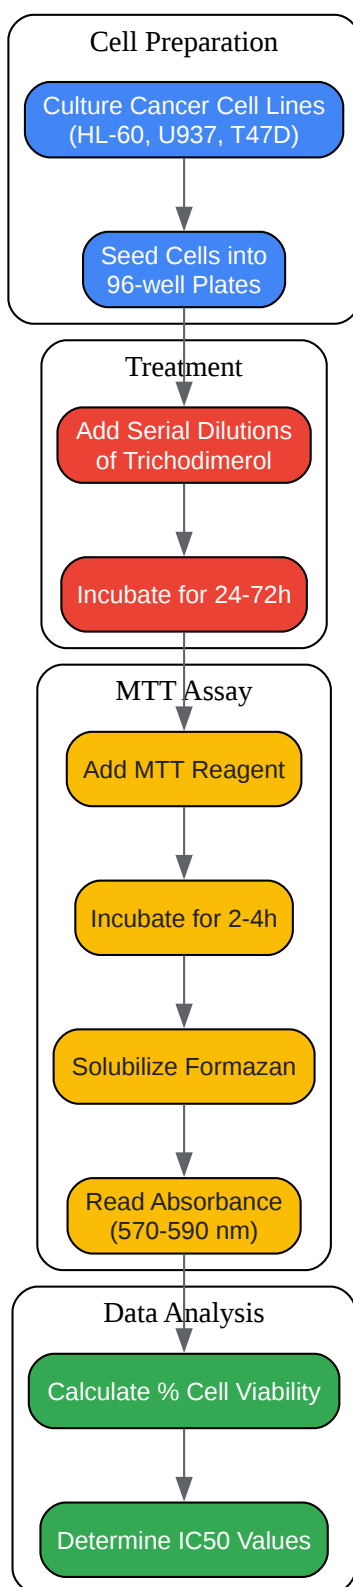 Cell Preparation
Culture Cancer Cell Lines
(HL-60, U937, T47D)
Seed Cells into
96-well Plates
Treatment
Add Serial Dilutions
of Trichodimerol
Incubate for 24-72h
MTT Assay
Add MTT Reagent
Incubate for 2-4h
Solubilize Formazan
Read Absorbance
(570-590 nm)
Data Analysis
Calculate % Cell Viability
Determine IC50 Values